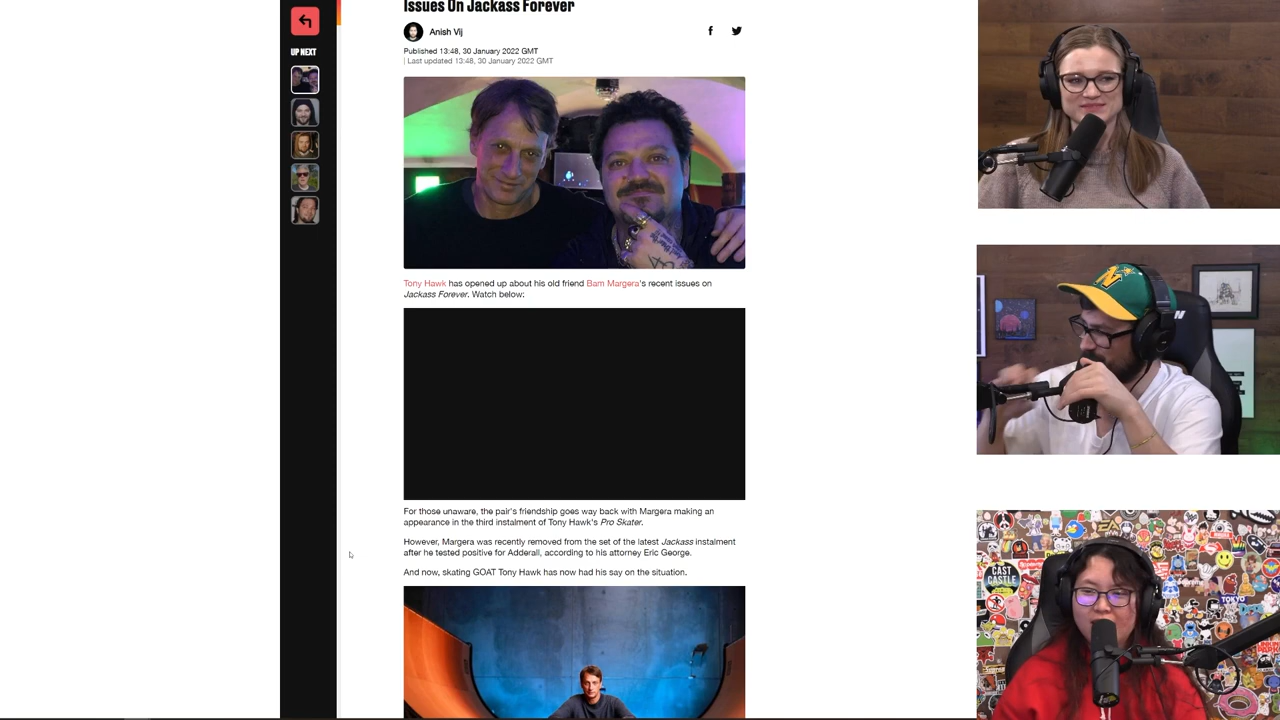 Issues On Jackass Forever
UP NEXT
Anish Vij
Published 13:48, 30 January 2022 GMT
| Last updated 13:48, 30 January 2022 GMT
Tony Hawk has opened up about his old friend Bam Margera's recent issues on
Jackass Forever. Watch below:
For those unaware, the pair's friendship goes way back with Margera making an
appearance in the third instalment of Tony Hawk's Pro Skater.
However, Margera was recently removed from the set of the latest Jackass instalment
after he tested positive for Adderall, according to his attorney Eric George.
And now, skating GOAT Tony Hawk has now had his say on the situation.
CAST
CASTLE
TOKYO